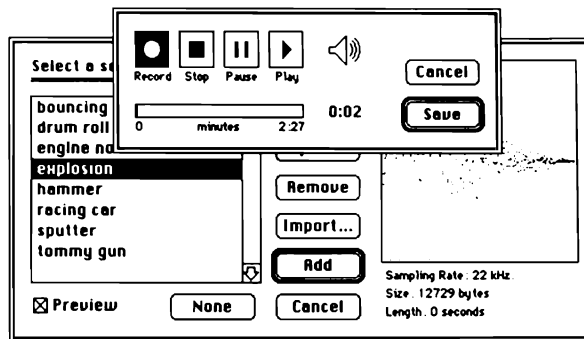 Record Stop Pause Play
Cancel
0 minutes 2:27
0:02
Save
Select a
bouncing
drum roll
engine
explosion
hammer
racing car
sputter
tommy gun
Remove
Import...
Add
Preview
None
Cancel
Sampling Rate: 22 kHz.
Size: 12729 bytes
Length: 0 seconds